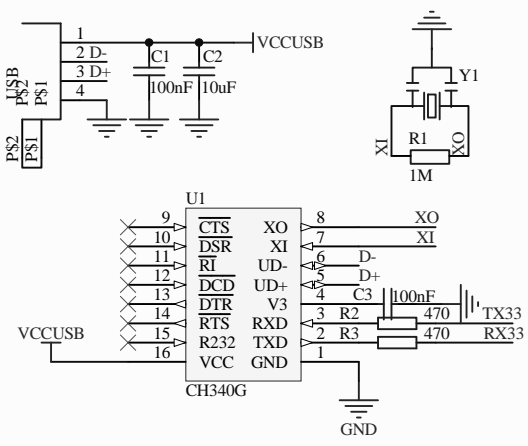 1
VCCUSB
2 D-
3 D+
4
USB
P$2
P$1
P$2
P$1
C1
100nF
C2
10uF
Y1
XI
R1
XO
1M
U1
9 CTS XO 8 XO
10 DSR XI 7 XI
11 RI UD- 6 D-
12 DCD UD+ 5 D+
13 DTR V3 4 C3 100nF
14 RTS RXD 3 R2 470 TX33
15 R232 TXD 2 R3 470 RX33
VCCUSB
16 VCC GND 1
CH340G
GND